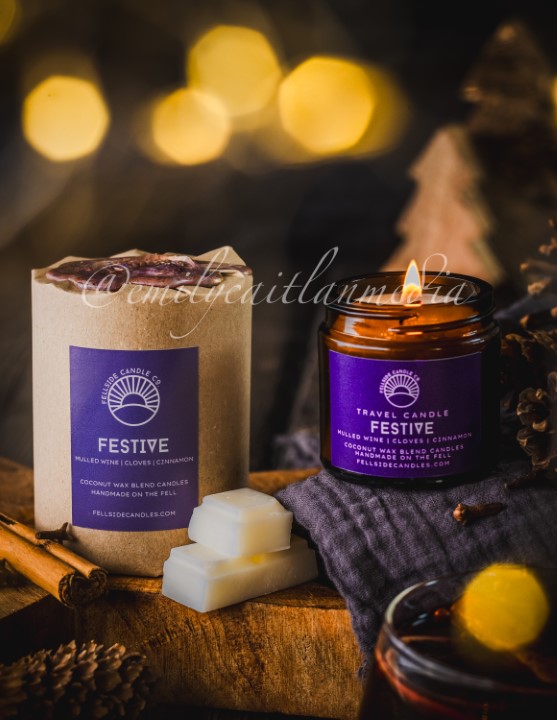 @emilycaitlanmedia
FELLSIDE CANDLE CO
FESTIVE
MULLED WINE | CLOVES | CINNAMON
COCONUT WAX BLEND CANDLES
HANDMADE ON THE FELL
FELLSIDECANDLES.COM
FELLSIDE CANDLE CO
TRAVEL CANDLE
FESTIVE
MULLED WINE | CLOVES | CINNAMON
COCONUT WAX BLEND CANDLES
HANDMADE ON THE FELL
FELLSIDECANDLES.COM